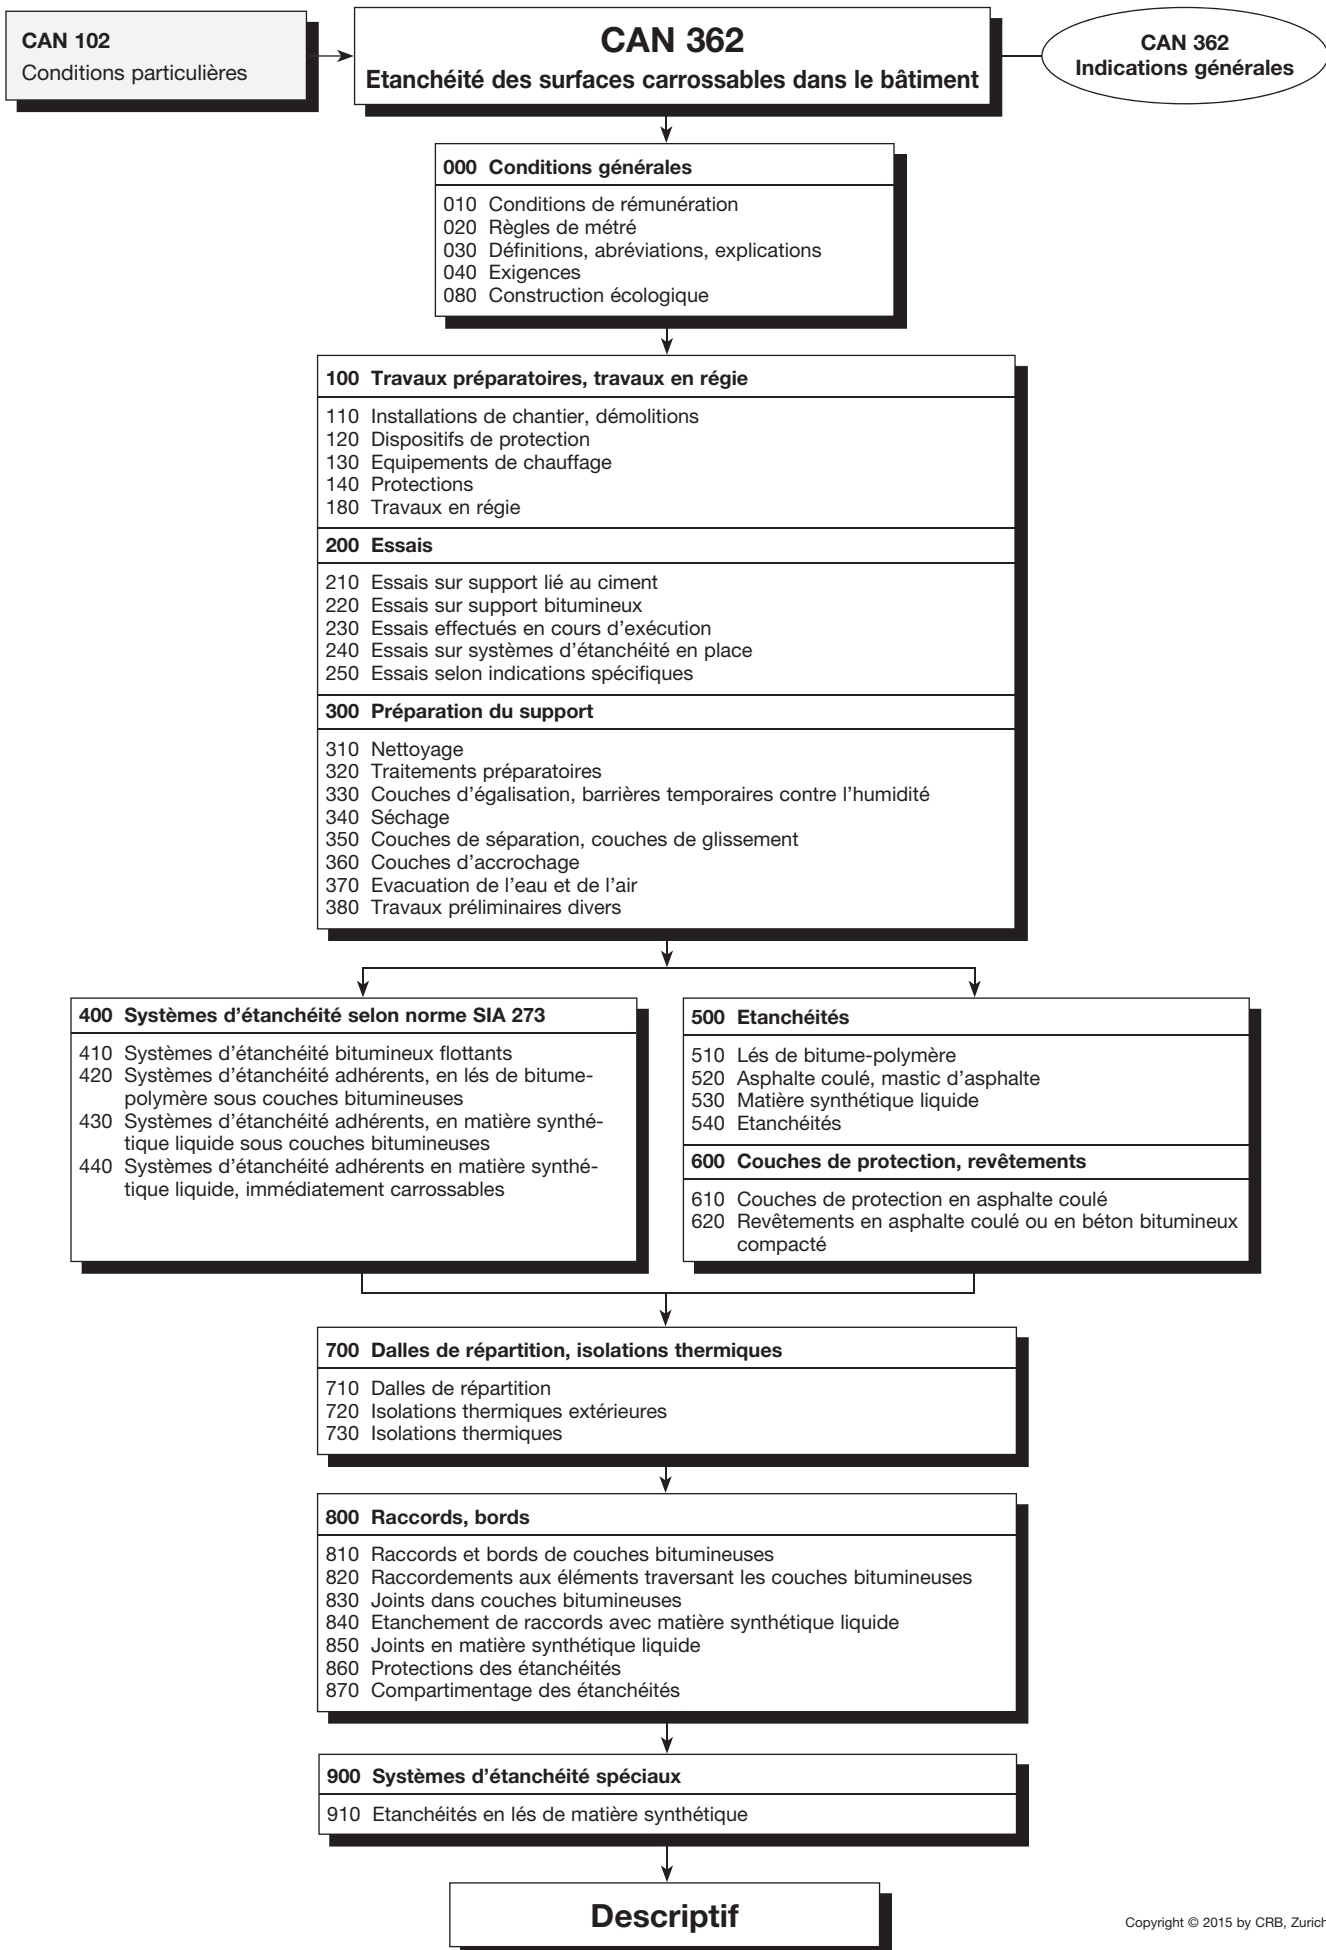 CAN 102
Conditions particulières
CAN 362
Etanchéité des surfaces carrossables dans le bâtiment
CAN 362
Indications générales
000 Conditions générales
010 Conditions de rémunération
020 Règles de métré
030 Définitions, abréviations, explications
040 Exigences
080 Construction écologique
100 Travaux préparatoires, travaux en régie
110 Installations de chantier, démolitions
120 Dispositifs de protection
130 Equipements de chauffage
140 Protections
180 Travaux en régie
200 Essais
210 Essais sur support lié au ciment
220 Essais sur support bitumineux
230 Essais effectués en cours d'exécution
240 Essais sur systèmes d'étanchéité en place
250 Essais selon indications spécifiques
300 Préparation du support
310 Nettoyage
320 Traitements préparatoires
330 Couches d'égalisation, barrières temporaires contre l'humidité
340 Séchage
350 Couches de séparation, couches de glissement
360 Couches d'accrochage
370 Evacuation de l'eau et de l'air
380 Travaux préliminaires divers
400 Systèmes d'étanchéité selon norme SIA 273
410 Systèmes d'étanchéité bitumineux flottants
420 Systèmes d'étanchéité adhérents, en lés de bitume-
polymère sous couches bitumineuses
430 Systèmes d'étanchéité adhérents, en matière synthé-
tique liquide sous couches bitumineuses
440 Systèmes d'étanchéité adhérents en matière synthé-
tique liquide, immédiatement carrossables
500 Etanchéités
510 Lés de bitume-polymère
520 Asphalte coulé, mastic d'asphalte
530 Matière synthétique liquide
540 Etanchéités
600 Couches de protection, revêtements
610 Couches de protection en asphalte coulé
620 Revêtements en asphalte coulé ou en béton bitumineux
compacté
700 Dalles de répartition, isolations thermiques
710 Dalles de répartition
720 Isolations thermiques extérieures
730 Isolations thermiques
800 Raccords, bords
810 Raccords et bords de couches bitumineuses
820 Raccordements aux éléments traversant les couches bitumineuses
830 Joints dans couches bitumineuses
840 Etanchement de raccords avec matière synthétique liquide
850 Joints en matière synthétique liquide
860 Protections des étanchéités
870 Compartimentage des étanchéités
900 Systèmes d'étanchéité spéciaux
910 Etanchéités en lés de matière synthétique
Descriptif
Copyright © 2015 by CRB, Zurich